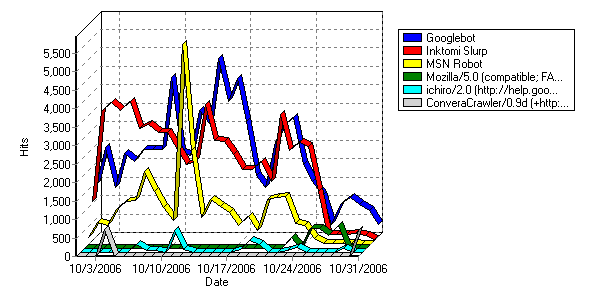 5,500
5,000
4,500
4,000
3,500
3,000
2,500
2,000
1,500
1,000
500
0
Hits
10/3/2006
10/10/2006
10/17/2006
10/24/2006
10/31/2006
Date
Googlebot
Inktomi Slurp
MSN Robot
Mozilla/5.0 (compatible; FA...
ichiro/2.0 (http://help.goo...
ConveraCrawler/0.9d (+http:...